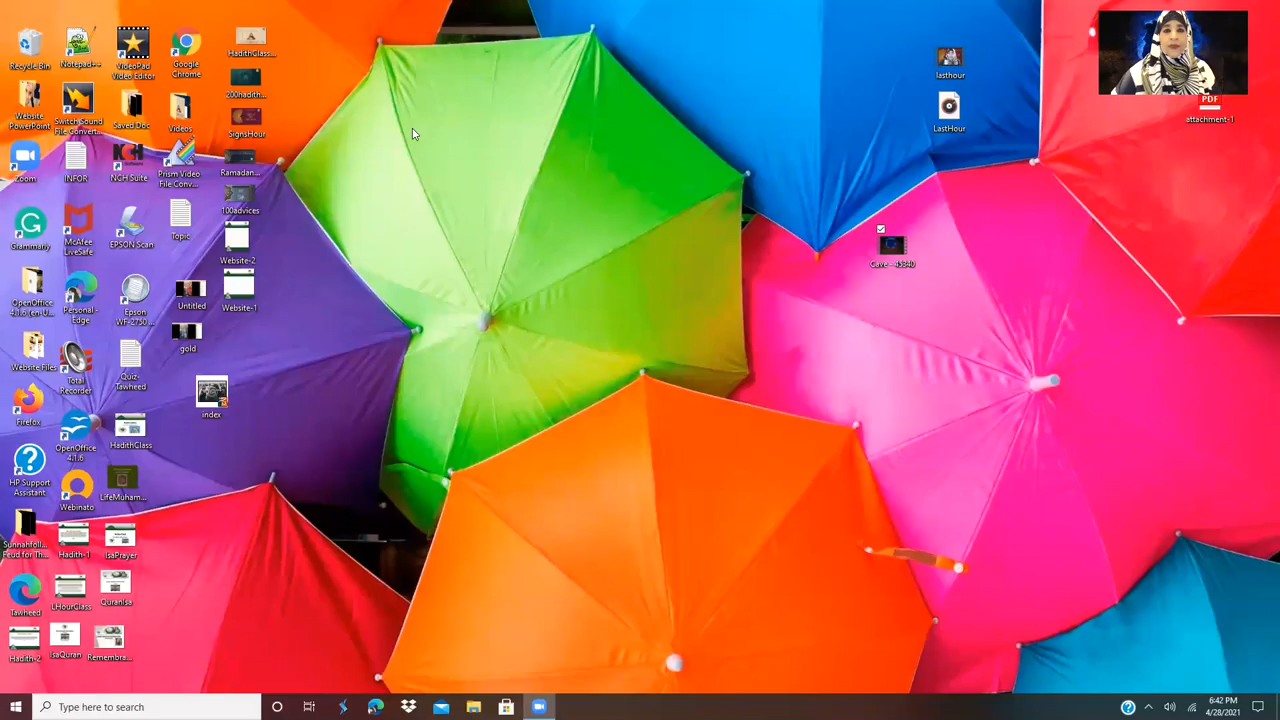 Recycle Bin
Notepad++
VideoPad
Video Editor
Google
Chrome
HadithClass...
200hadith...
SignsHour
Website
PowerPoint
Switch Sound
File Convert...
Saved Doc
Videos
Zoom
INFOR
NCH Suite
Prism Video
File Conv...
Ramadan...
100advices
Grammarly
McAfee
LiveSafe
EPSON Scan
Topic
Website-2
OpenOffice
4.1.6 (en-U...
Personal -
Edge
Epson
WF-2750 ...
Untitled
Website-1
Website Files
Total
Recorder
Quiz-
Tawheed
gold
Firefox
OpenOffice
4.1.6
HadithClass
index
HP Support
Assistant
Webinato
LifeMuham...
Sunnahfoll...
Feud for Th...
Hadith-1
IsaPrayer
Tawheed
LHourClass
Quranisa
Hadith-2
IsaQuran
Remembra...
lasthour
LastHour
PDF
attachment-1
Cave - 43340
Type here to search
6:42 PM
4/28/2021